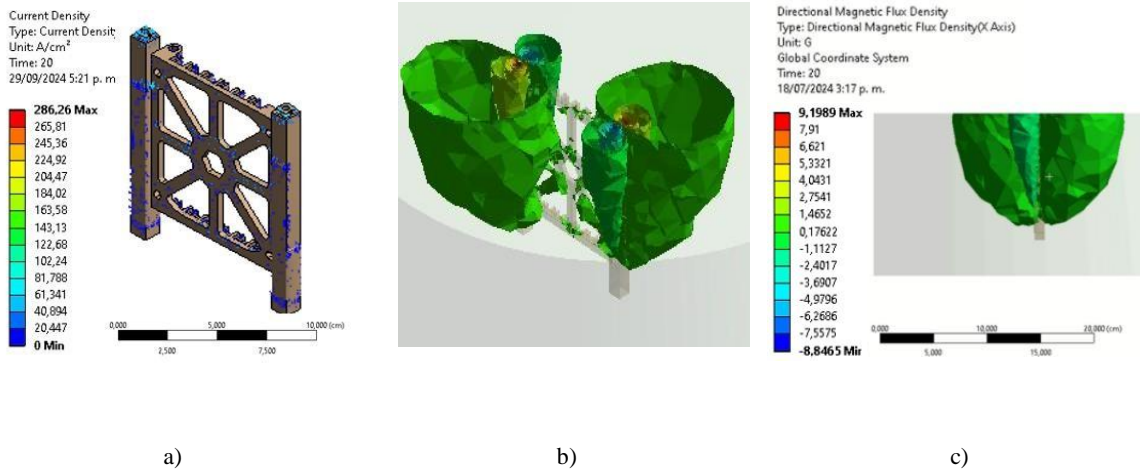 Current Density
Type: Current Densit
Unit: A/cm²
Time: 20
29/09/2024 5:21 p. m
286,26 Max
265,81
245,36
224,92
204,47
184,02
163,58
143,13
122,68
102,24
81,788
61,341
40,894
20,447
0 Min
0,000
5,000
10,000 (cm)
2,500
7,500
Directional Magnetic Flux Density
Type: Directional Magnetic Flux Density(X Axis)
Unit: G
Global Coordinate System
Time: 20
18/07/2024 3:17 p. m.
9,1989 Max
7,91
6,621
5,3321
4,0431
2,7541
1,4652
0,17622
-1,1127
-2,4017
-3,6907
-4,9796
-6,2686
-7,5575
-8,8465 Mir
0,000
10,000
20,000 (cm)
5,000
15,000
a)
b)
c)